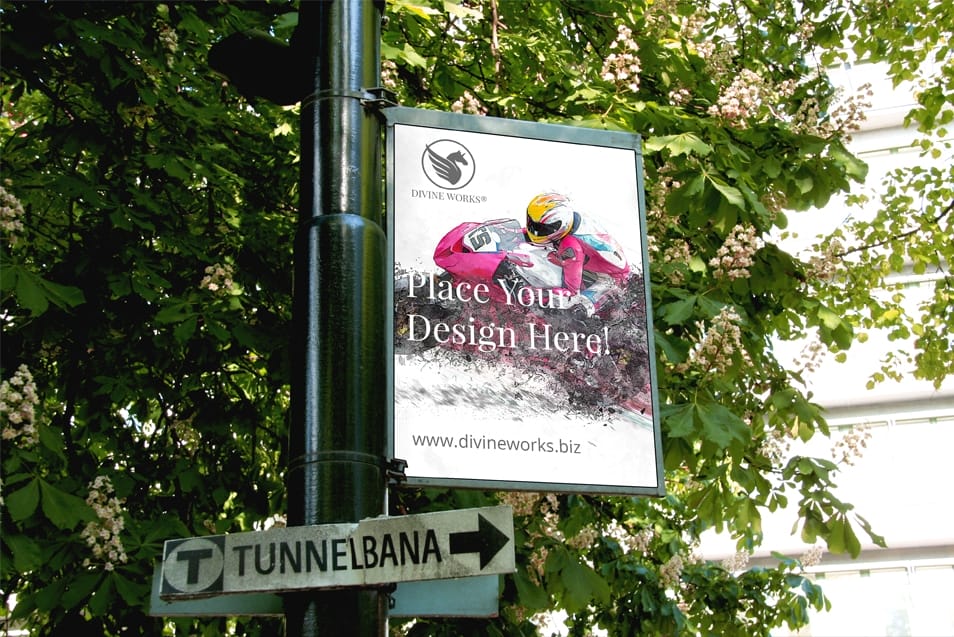 DIVINE WORKS®
Place Your
Design Here!
www.divineworks.biz
T TUNNELBANA